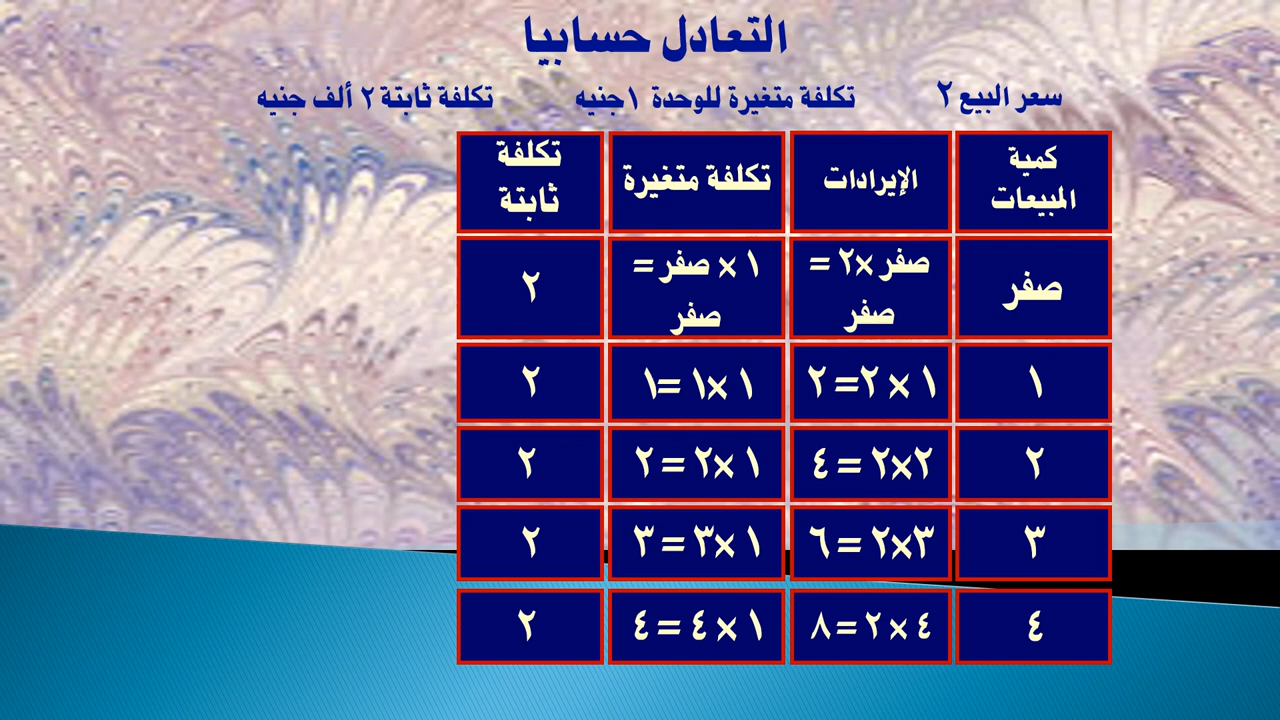 التعادل حسابيا
سعر البيع ٢ تكلفة متغيرة للوحدة ١جنيه تكلفة ثابتة ٢ ألف جنيه
كمية المبيعات الإيرادات تكلفة متغيرة تكلفة ثابتة
صفر صفر ×٢ = صفر ١ × صفر = صفر ٢
١ ١ × ٢= ٢ ١ ×١ =١ ٢
٢ ٢×٢ = ٤ ١ ×٢ = ٢ ٢
٣ ٣×٢ = ٦ ١ ×٣ = ٣ ٢
٤ ٤ × ٢ =٨ ١ × ٤ = ٤ ٢